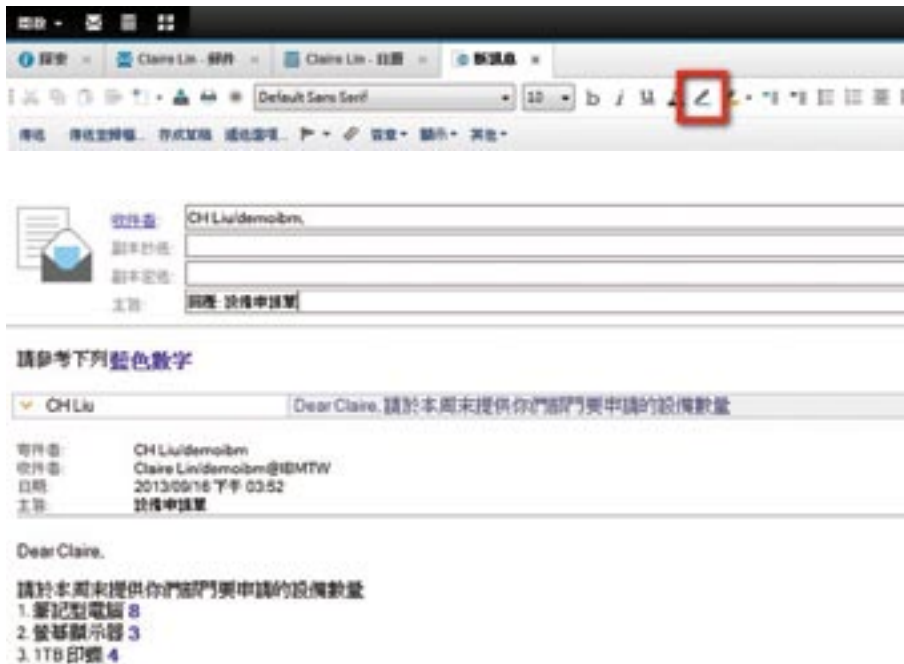 開啟
探索 Claire Lin - 郵件 Claire Lin - 日曆 新訊息
Default Sans Serif 10 b i U
傳送 傳送並歸檔... 存成草稿 遞送選項... 背景 顯示 其他
收件者: CH Liu/demoibm,
副本抄送:
副本密送:
主旨: 回覆: 設備申請單
請參考下列藍色數字
CH Liu Dear Claire, 請於本周末提供你們部門要申請的設備數量
寄件者: CH Liu/demoibm
收件者: Claire Lin/demoibm@IBMTW
日期: 2013/09/16 下午 03:52
主旨: 設備申請單
Dear Claire,
請於本周末提供你們部門要申請的設備數量
1. 筆記型電腦 8
2. 螢幕顯示器 3
3. 1TB 印碟 4